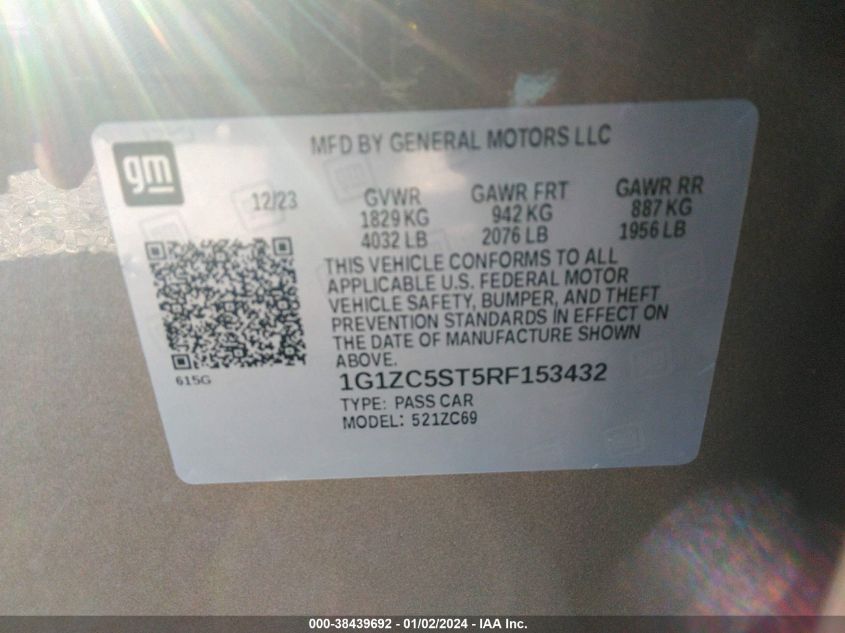 MFD BY GENERAL MOTORS LLC
gm
12/23
GVWR GAWR FRT GAWR RR
1829 KG 942 KG 887 KG
4032 LB 2076 LB 1956 LB
THIS VEHICLE CONFORMS TO ALL
APPLICABLE U.S. FEDERAL MOTOR
VEHICLE SAFETY, BUMPER, AND THEFT
PREVENTION STANDARDS IN EFFECT ON
THE DATE OF MANUFACTURE SHOWN
ABOVE.
615G
1G1ZC5ST5RF153432
TYPE: PASS CAR
MODEL: 521ZC69
000-38439692 - 01/02/2024 - IAA Inc.